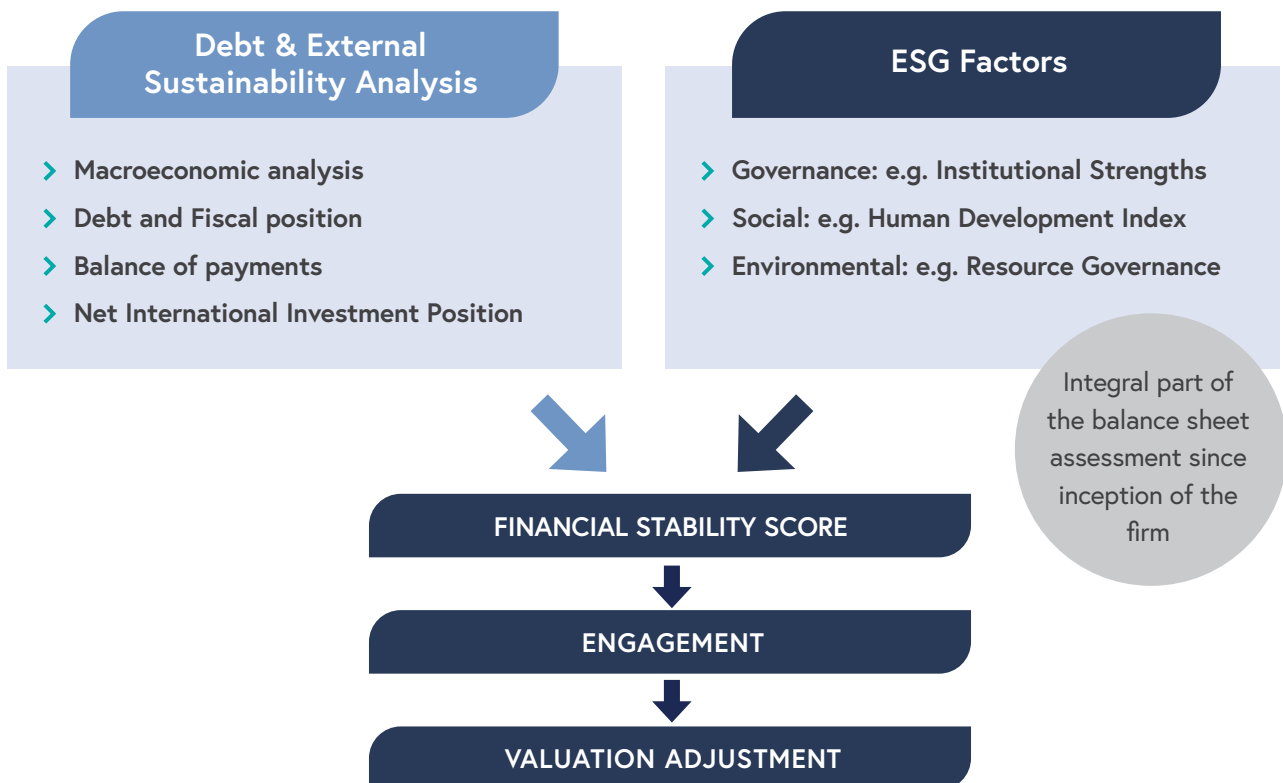 Debt & External
Sustainability Analysis
Macroeconomic analysis
Debt and Fiscal position
Balance of payments
Net International Investment Position
ESG Factors
Governance: e.g. Institutional Strengths
Social: e.g. Human Development Index
Environmental: e.g. Resource Governance
Integral part of
the balance sheet
assessment since
inception of the
firm
FINANCIAL STABILITY SCORE
ENGAGEMENT
VALUATION ADJUSTMENT